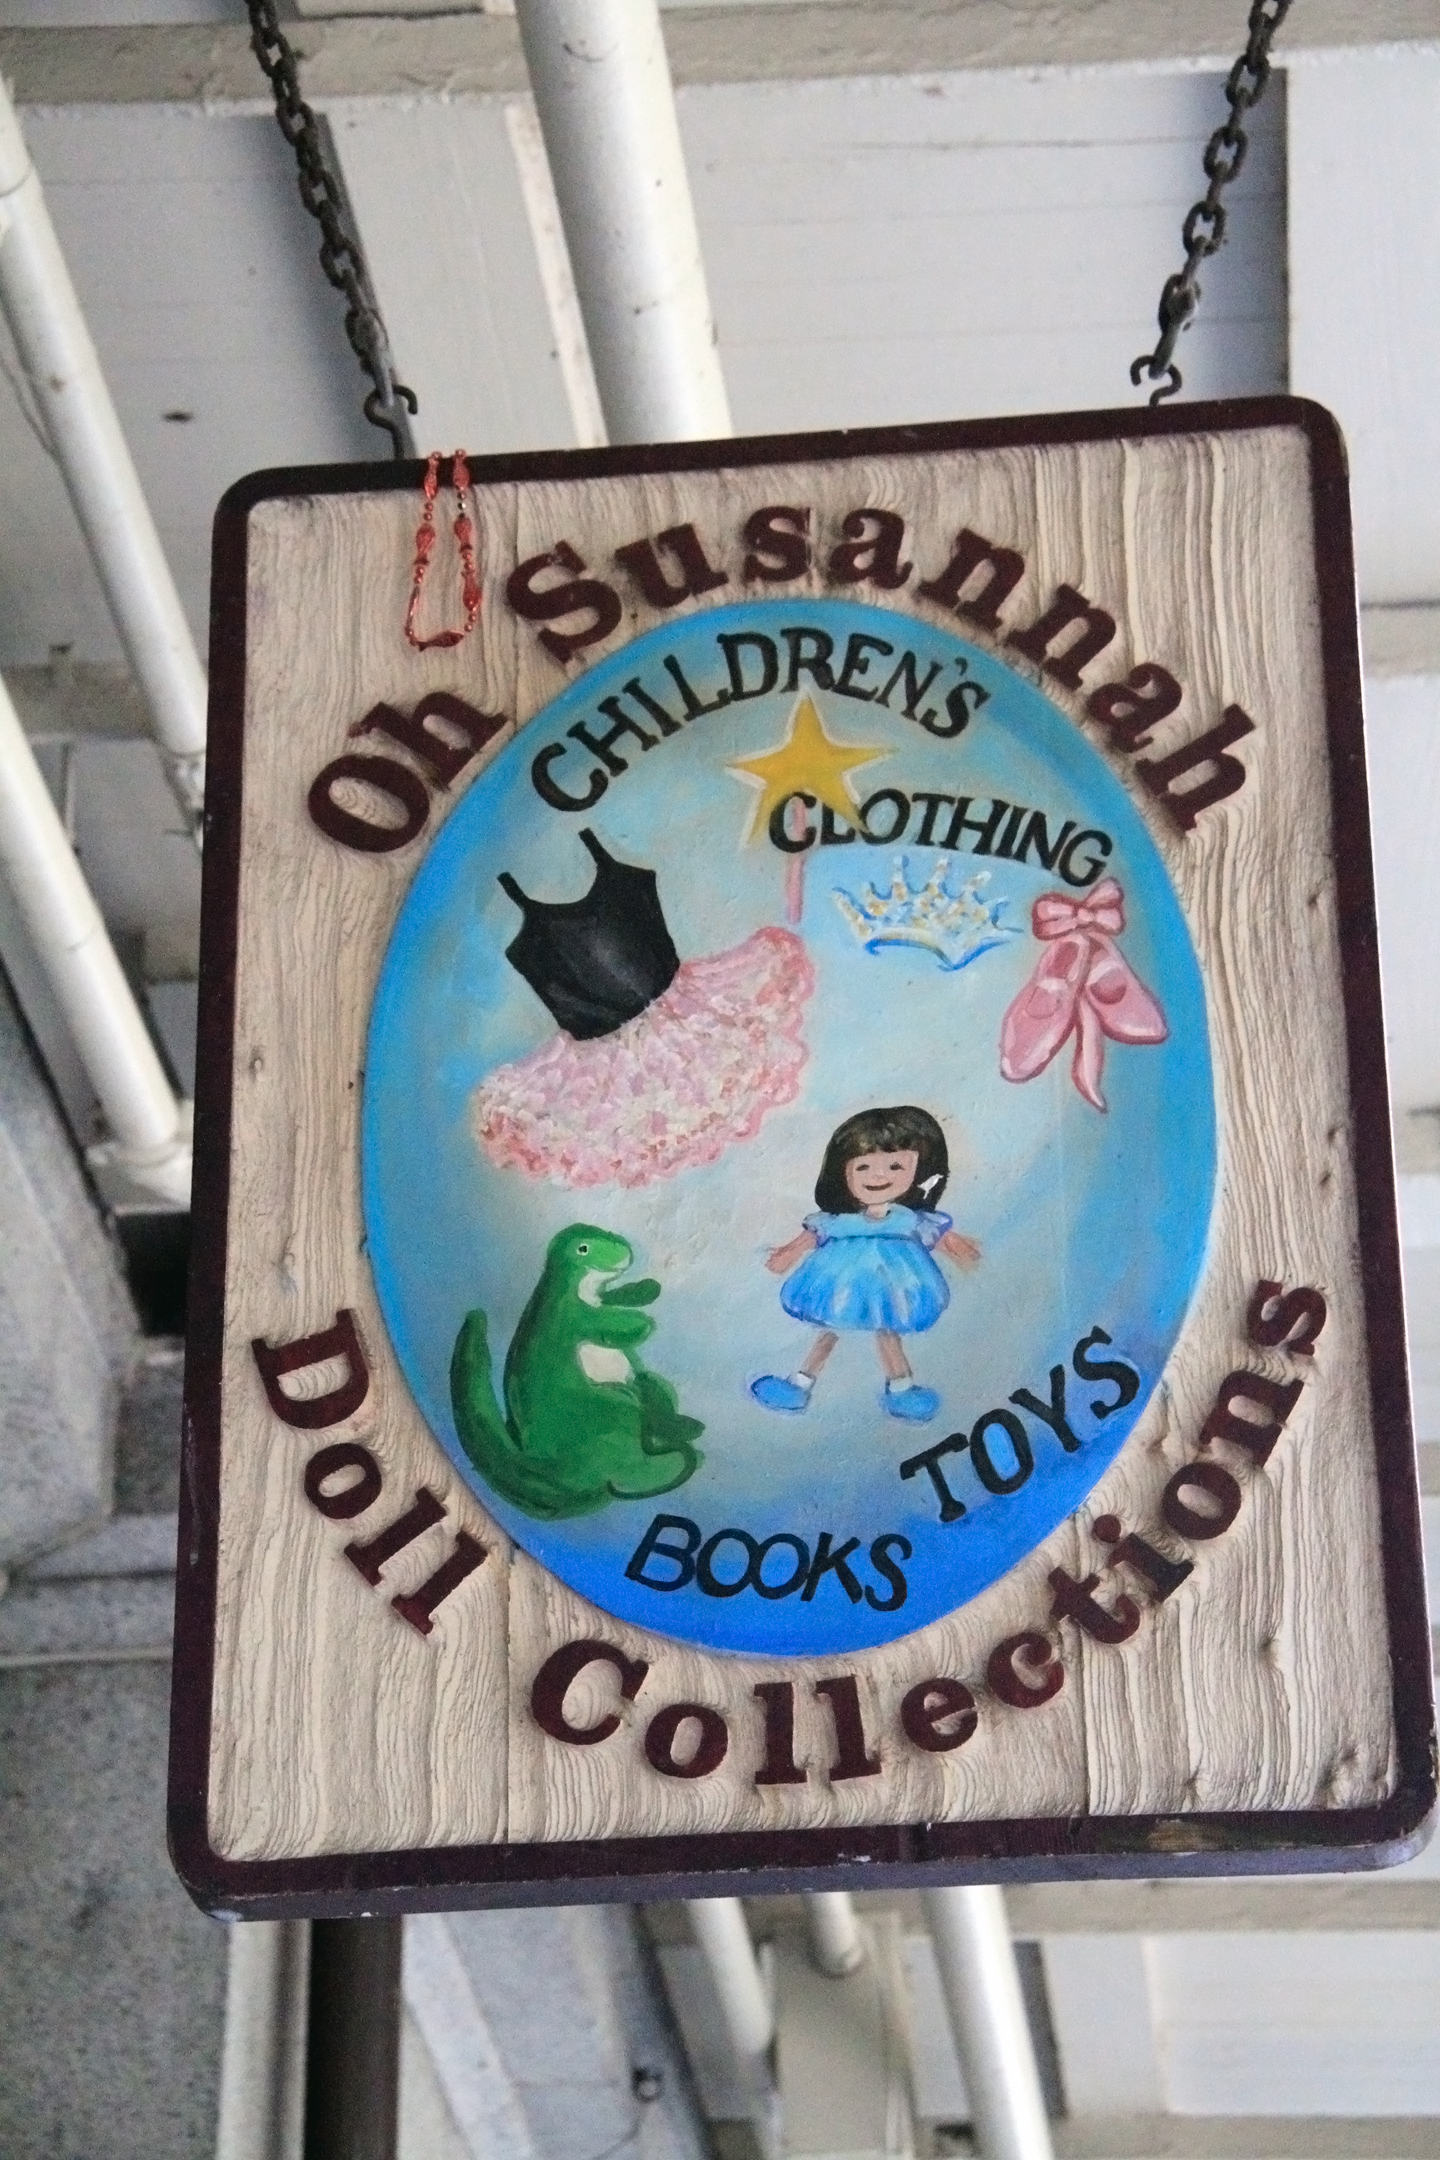 Oh Susannah
CHILDREN'S
CLOTHING
TOYS
BOOKS
Doll Collections